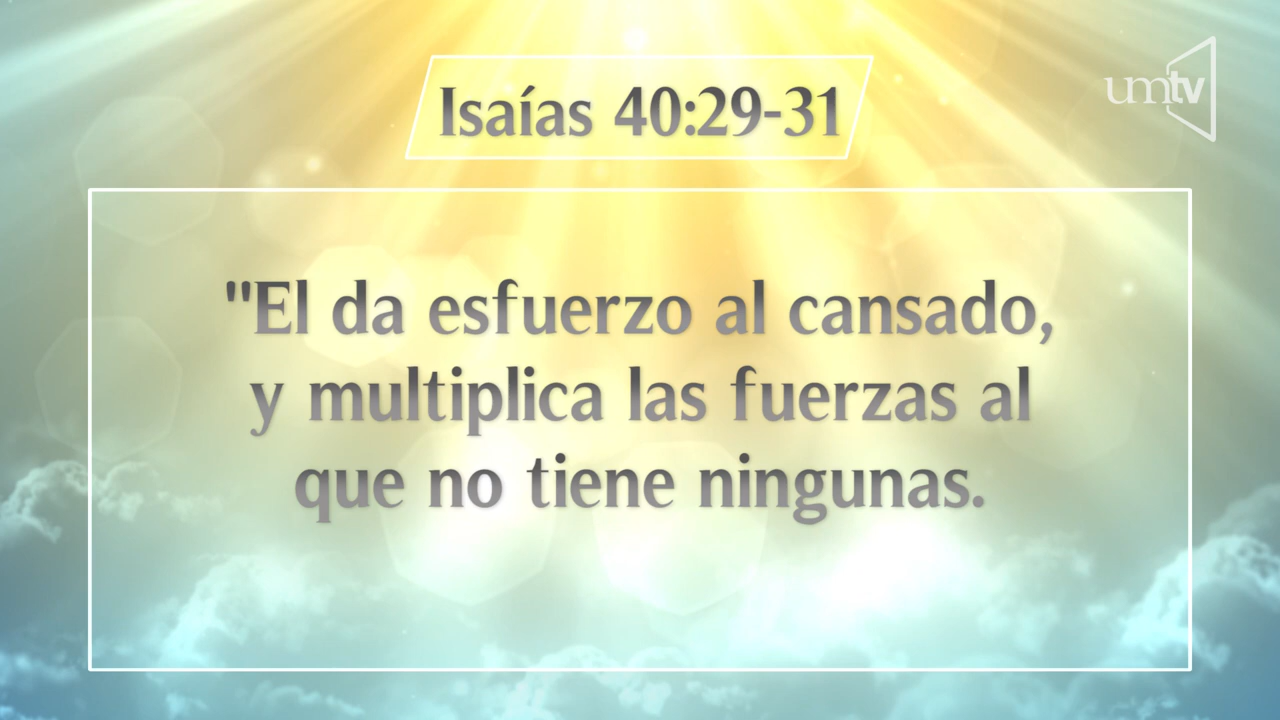 Isaías 40:29-31
umtv
"El da esfuerzo al cansado,
y multiplica las fuerzas al
que no tiene ningunas.